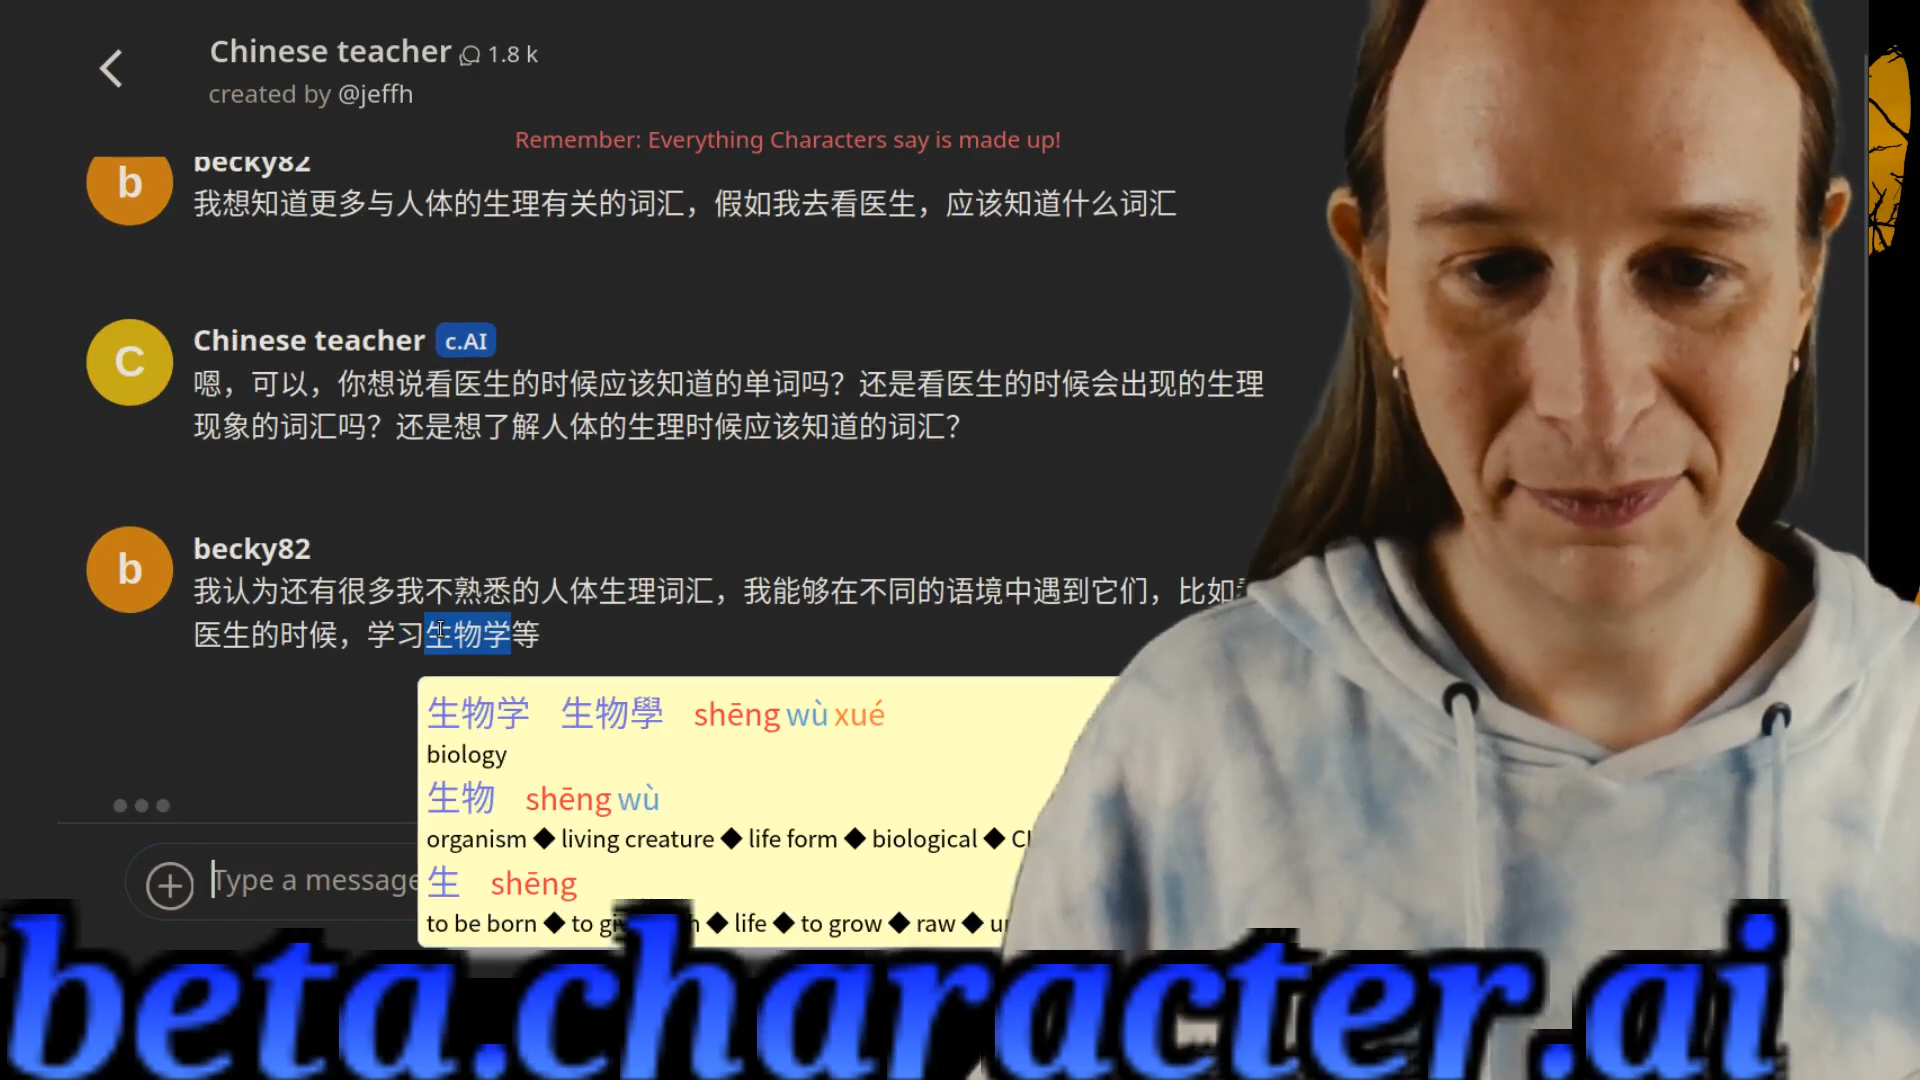 Chinese teacher 1.8 k
created by @jeffh
Remember: Everything Characters say is made up!
becky82
b
我想知道更多与人体的生理有关的词汇，假如我去看医生，应该知道什么词汇
Chinese teacher c.AI
C
嗯，可以，你想说看医生的时候应该知道的单词吗？还是看医生的时候会出现的生理
现象的词汇吗？还是想了解人体的生理时候应该知道的词汇？
becky82
b
我认为还有很多我不熟悉的人体生理词汇，我能够在不同的语境中遇到它们，比如
医生的时候，学习生物学等
生物学 生物學 shēng wù xué
biology
生物 shēng wù
organism ◆ living creature ◆ life form ◆ biological ◆
生 shēng
to be born ◆ to ◆ life ◆ to grow ◆ raw ◆
Type a message
beta.character.ai